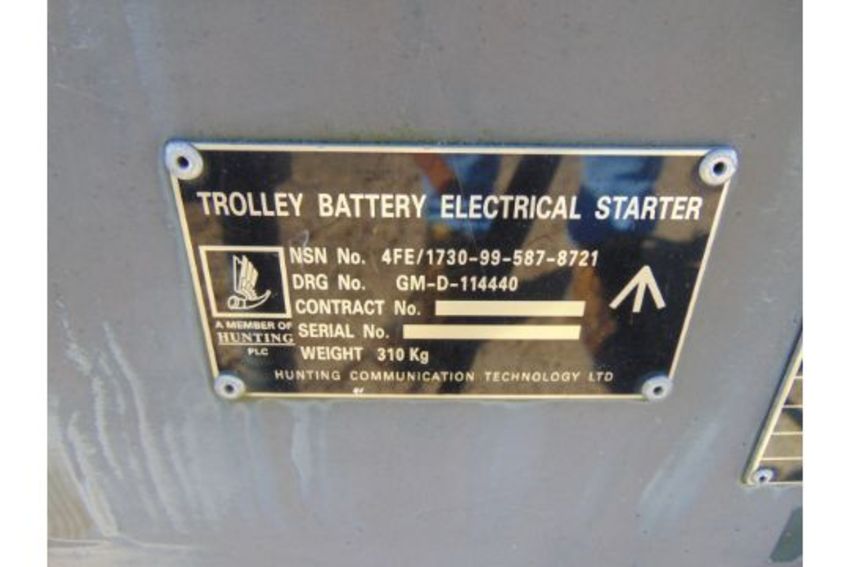 TROLLEY BATTERY ELECTRICAL STARTER
NSN No. 4FE/1730-99-587-8721
DRG No. GM-D-114440
CONTRACT No.
A MEMBER OF
SERIAL No.
HUNTING
PLC
WEIGHT 310 Kg
HUNTING COMMUNICATION TECHNOLOGY LTD